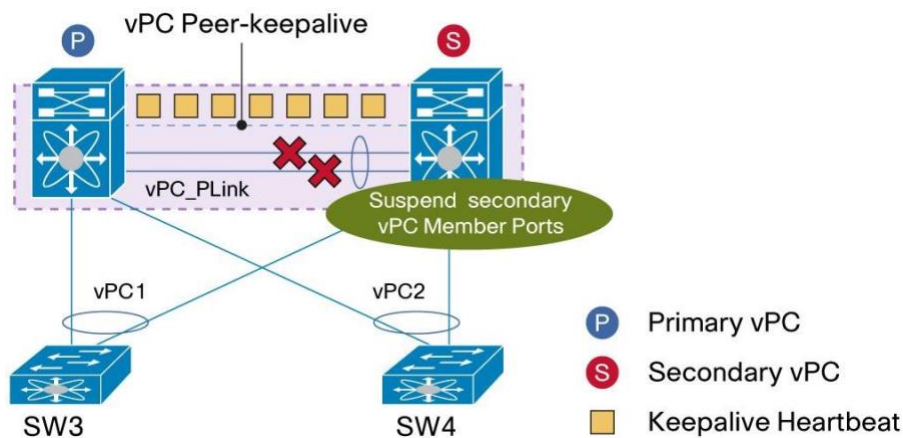 vPC Peer-keepalive
P
S
vPC_PLink
Suspend secondary
vPC Member Ports
vPC1
vPC2
SW3
SW4
P Primary vPC
S Secondary vPC
Keepalive Heartbeat